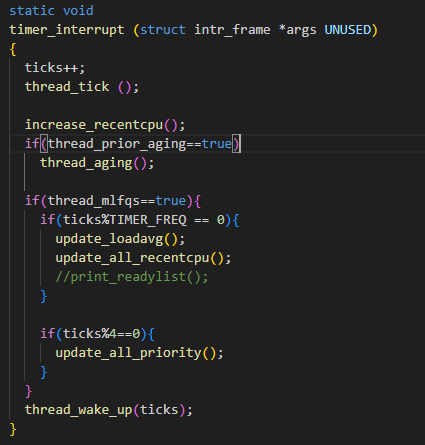 static void
timer_interrupt (struct intr_frame *args UNUSED)
{
  ticks++;
  thread_tick ();

  increase_recentcpu();
  if(thread_prior_aging==true)
    thread_aging();

  if(thread_mlfqs==true){
    if(ticks%TIMER_FREQ == 0){
      update_loadavg();
      update_all_recentcpu();
      //print_readylist();
    }

    if(ticks%4==0){
      update_all_priority();
    }
  }
  thread_wake_up(ticks);
}